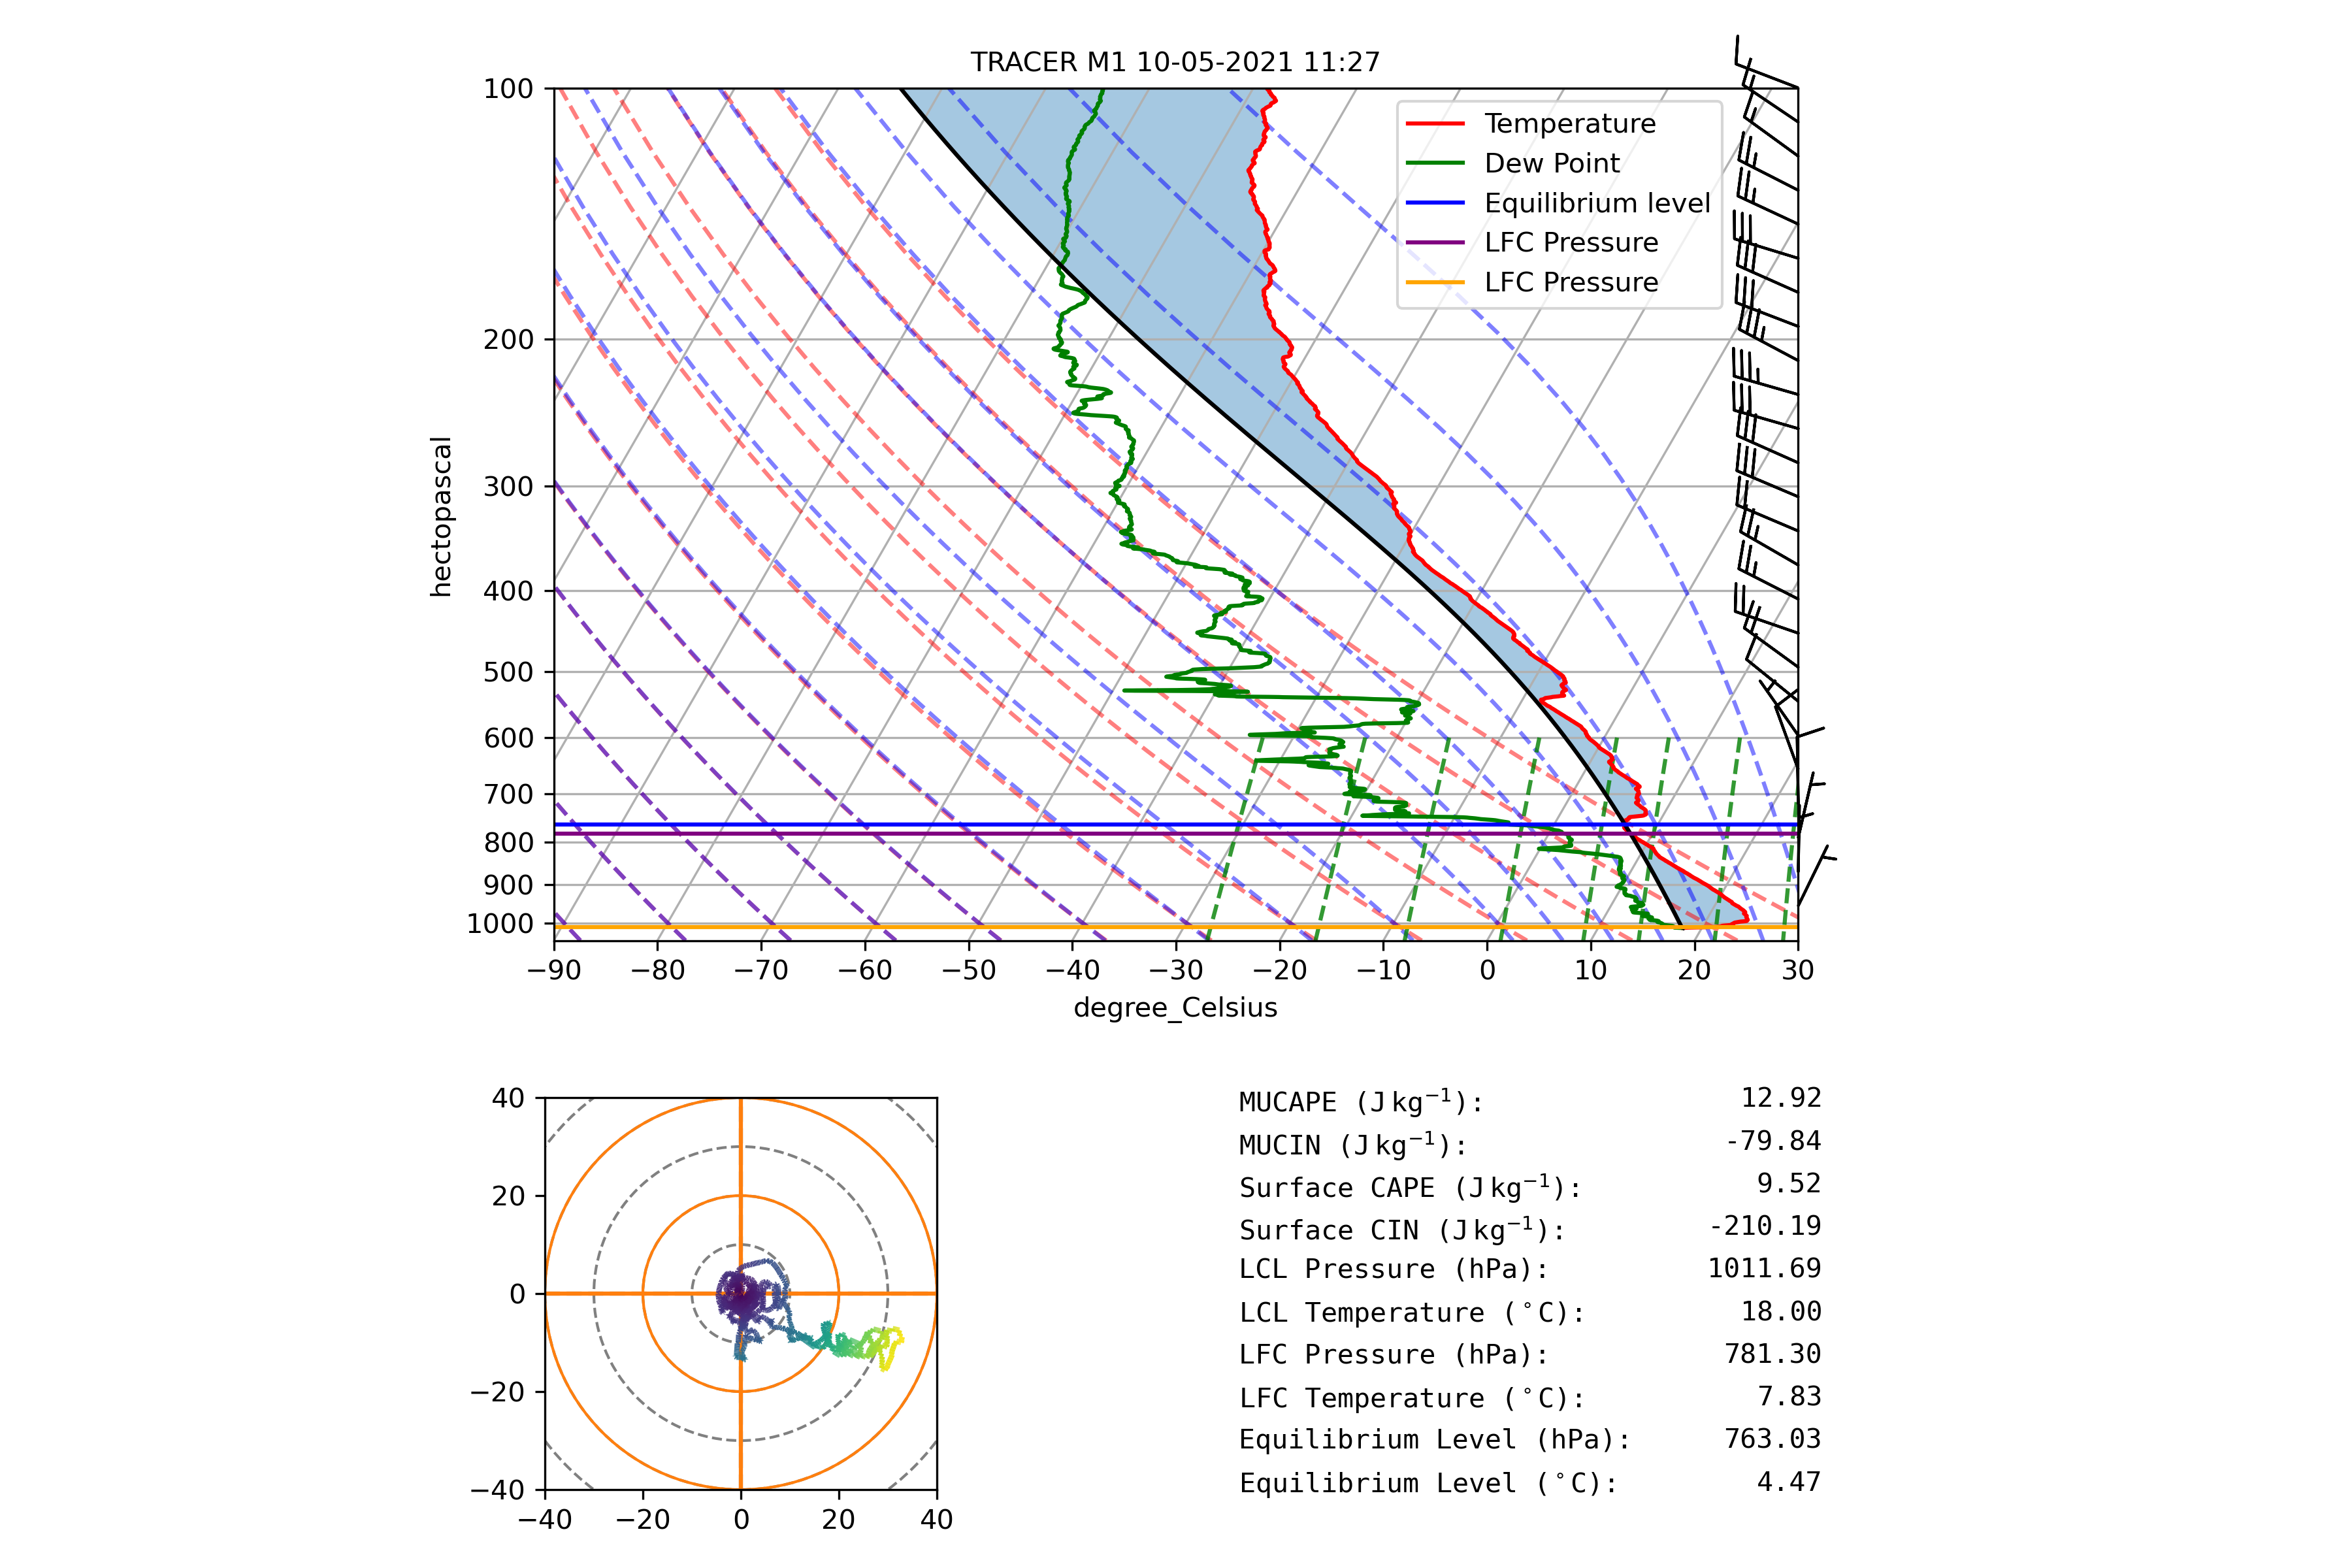 TRACER M1 10-05-2021 11:27
100
200
300
400
500
600
700
800
900
1000
hectopascal
Temperature
Dew Point
Equilibrium level
LFC Pressure
LFC Pressure
−90 −80 −70 −60 −50 −40 −30 −20 −10 0 10 20 30
degree_Celsius
40
20
0
−20
−40
−40 −20 0 20 40
MUCAPE (J kg⁻¹): 12.92
MUCIN (J kg⁻¹): -79.84
Surface CAPE (J kg⁻¹): 9.52
Surface CIN (J kg⁻¹): -210.19
LCL Pressure (hPa): 1011.69
LCL Temperature (°C): 18.00
LFC Pressure (hPa): 781.30
LFC Temperature (°C): 7.83
Equilibrium Level (hPa): 763.03
Equilibrium Level (°C): 4.47